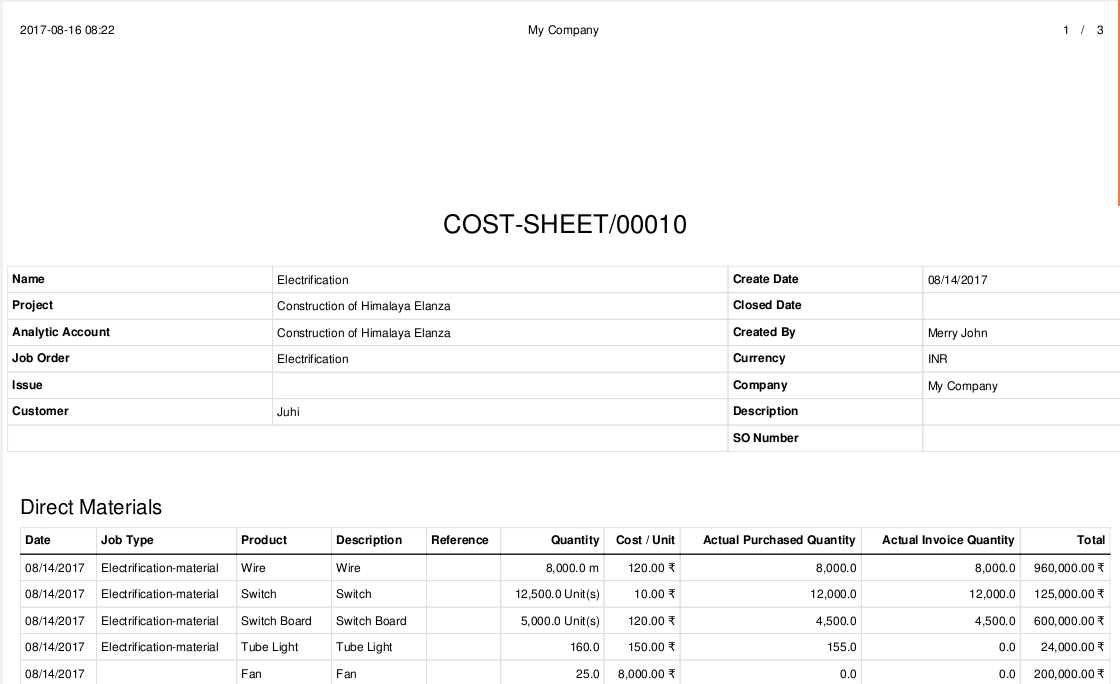 2017-08-16 08:22 My Company 1 / 3
COST-SHEET/00010
Name Electrification Create Date 08/14/2017
Project Construction of Himalaya Elanza Closed Date
Analytic Account Construction of Himalaya Elanza Created By Merry John
Job Order Electrification Currency INR
Issue Company My Company
Customer Juhi Description
SO Number
Direct Materials
Date Job Type Product Description Reference Quantity Cost / Unit Actual Purchased Quantity Actual Invoice Quantity Total
08/14/2017 Electrification-material Wire Wire 8,000.0 m 120.00 ₹ 8,000.0 8,000.0 960,000.00 ₹
08/14/2017 Electrification-material Switch Switch 12,500.0 Unit(s) 10.00 ₹ 12,000.0 12,000.0 125,000.00 ₹
08/14/2017 Electrification-material Switch Board Switch Board 5,000.0 Unit(s) 120.00 ₹ 4,500.0 4,500.0 600,000.00 ₹
08/14/2017 Electrification-material Tube Light Tube Light 160.0 150.00 ₹ 155.0 0.0 24,000.00 ₹
08/14/2017 Fan Fan 25.0 8,000.00 ₹ 0.0 0.0 200,000.00 ₹